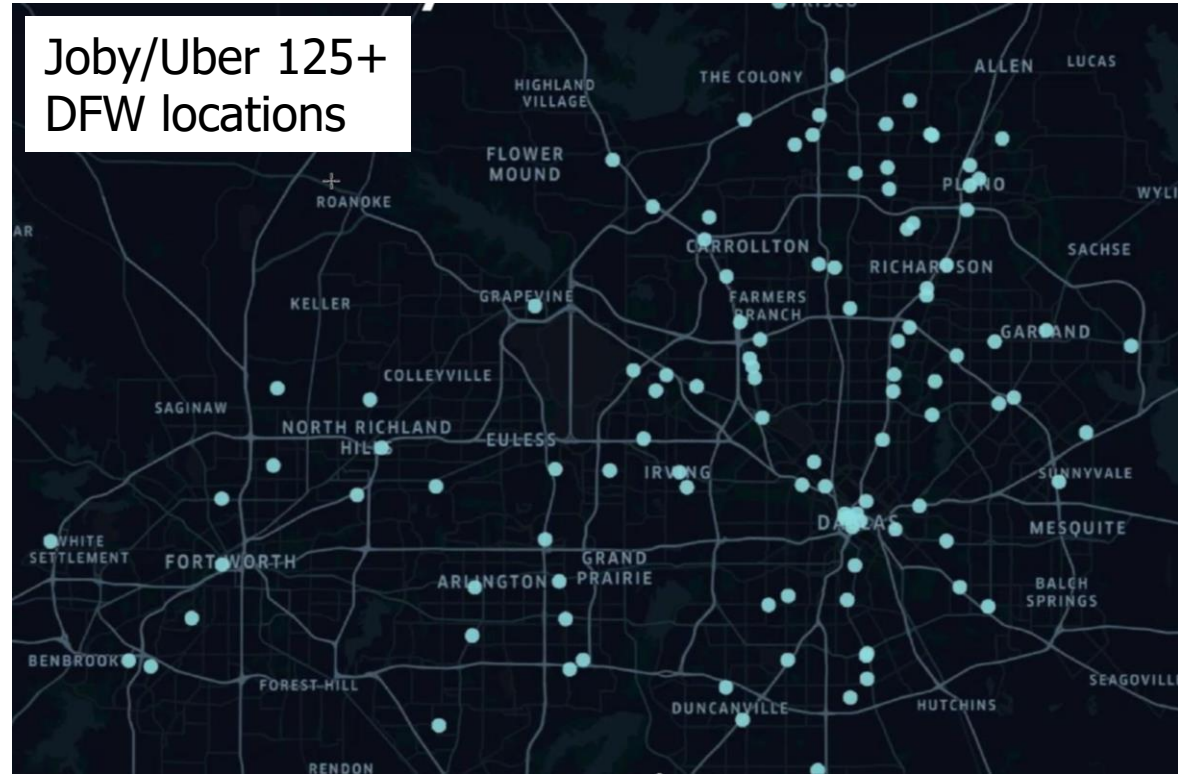 Joby/Uber 125+
DFW locations
FRISCO
HIGHLAND
VILLAGE
THE COLONY
ALLEN
LUCAS
FLOWER
MOUND
PLANO
ROANOKE
WYLI
AR
CARROLLTON
SACHSE
RICHARDSON
KELLER
GRAPEVINE
FARMERS
BRANCH
GARLAND
COLLEYVILLE
SAGINAW
NORTH RICHLAND
HILLS
EULESS
IRVING
SUNNYVALE
DALLAS
MESQUITE
WHITE
SETTLEMENT
FORT WORTH
GRAND
PRAIRIE
ARLINGTON
BALCH
SPRINGS
BENBROOK
FOREST HILL
SEAGOVILL
DUNCANVILLE
HUTCHINS
RENDON